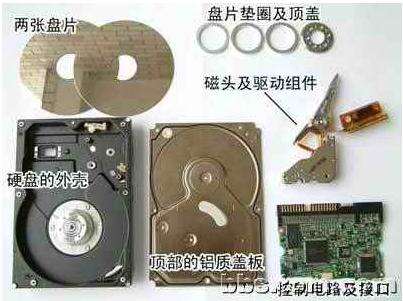 两张盘片
盘片垫圈及顶盖
磁头及驱动组件
硬盘的外壳
顶部的铝质盖板
控制电路及接口